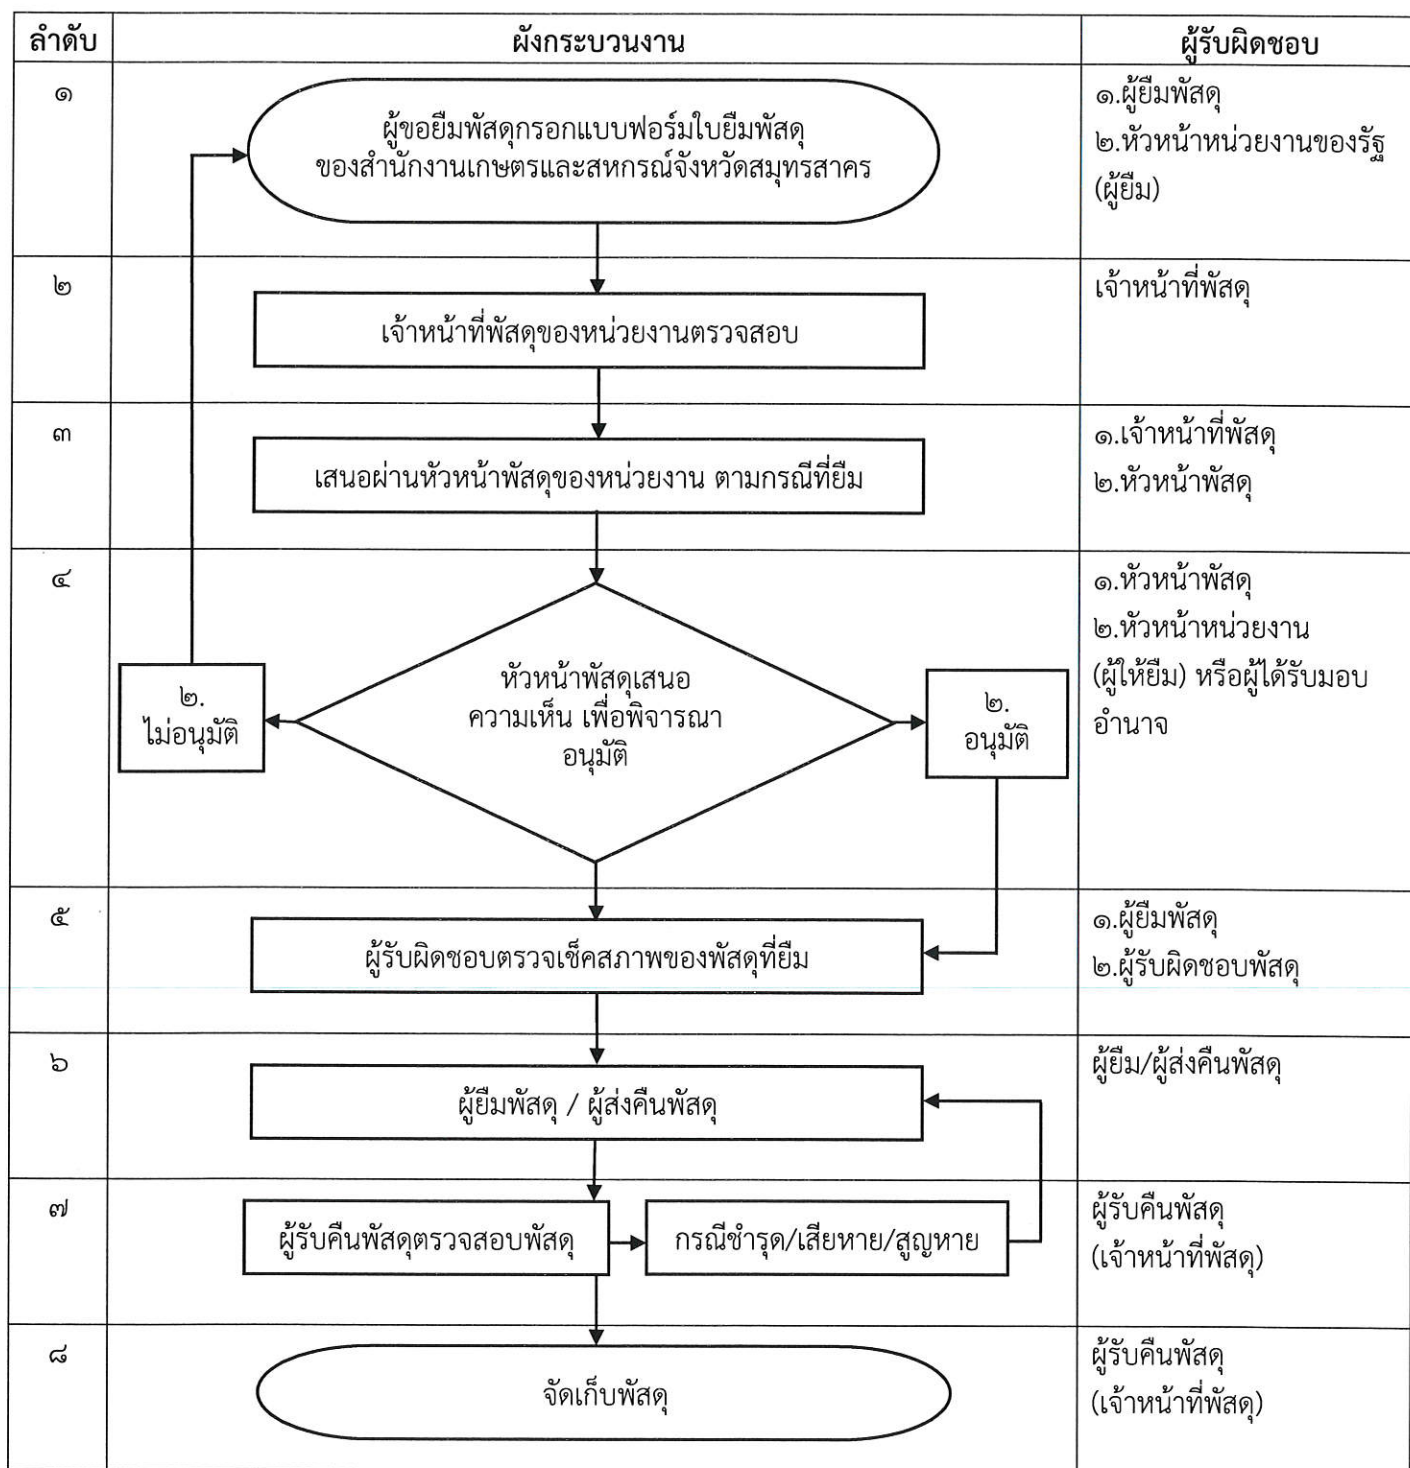 ลำดับ
ผังกระบวนงาน
ผู้รับผิดชอบ
๑
ผู้ขอยืมพัสดุกรอกแบบฟอร์มใบยืมพัสดุ
ของสำนักงานเกษตรและสหกรณ์จังหวัดสมุทรสาคร
๑.ผู้ยืมพัสดุ
๒.หัวหน้าหน่วยงานของรัฐ
(ผู้ยืม)
๒
เจ้าหน้าที่พัสดุของหน่วยงานตรวจสอบ
เจ้าหน้าที่พัสดุ
๓
เสนอผ่านหัวหน้าพัสดุของหน่วยงาน ตามกรณีที่ยืม
๑.เจ้าหน้าที่พัสดุ
๒.หัวหน้าพัสดุ
๔
๒.
ไม่อนุมัติ
หัวหน้าพัสดุเสนอ
ความเห็น เพื่อพิจารณา
อนุมัติ
๒.
อนุมัติ
๑.หัวหน้าพัสดุ
๒.หัวหน้าหน่วยงาน
(ผู้ให้ยืม) หรือผู้ได้รับมอบ
อำนาจ
๕
ผู้รับผิดชอบตรวจเช็คสภาพของพัสดุที่ยืม
๑.ผู้ยืมพัสดุ
๒.ผู้รับผิดชอบพัสดุ
๖
ผู้ยืมพัสดุ / ผู้ส่งคืนพัสดุ
ผู้ยืม/ผู้ส่งคืนพัสดุ
๗
ผู้รับคืนพัสดุตรวจสอบพัสดุ
กรณีชำรุด/เสียหาย/สูญหาย
ผู้รับคืนพัสดุ
(เจ้าหน้าที่พัสดุ)
๘
จัดเก็บพัสดุ
ผู้รับคืนพัสดุ
(เจ้าหน้าที่พัสดุ)